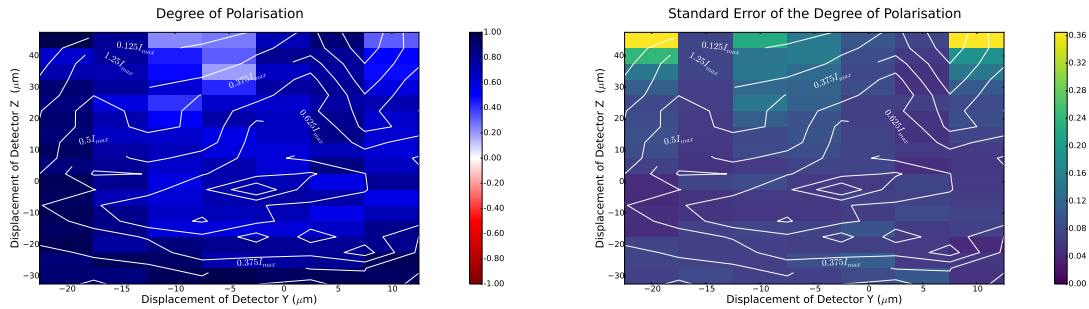 Degree of Polarisation
Standard Error of the Degree of Polarisation
Displacement of Detector Z (μm)
40
30
20
10
0
−10
−20
−30
−20
−15
−10
−5
0
5
10
Displacement of Detector Y (μm)
0.125I_max
1.25I_max
0.375I_max
0.5I_max
0.625I_max
0.375I_max
1.00
0.80
0.60
0.40
0.20
0.00
-0.20
-0.40
-0.60
-0.80
-1.00
Displacement of Detector Z (μm)
40
30
20
10
0
−10
−20
−30
−20
−15
−10
−5
0
5
10
Displacement of Detector Y (μm)
0.125I_max
1.25I_max
0.375I_max
0.5I_max
0.625I_max
0.375I_max
0.36
0.32
0.28
0.24
0.20
0.16
0.12
0.08
0.04
0.00